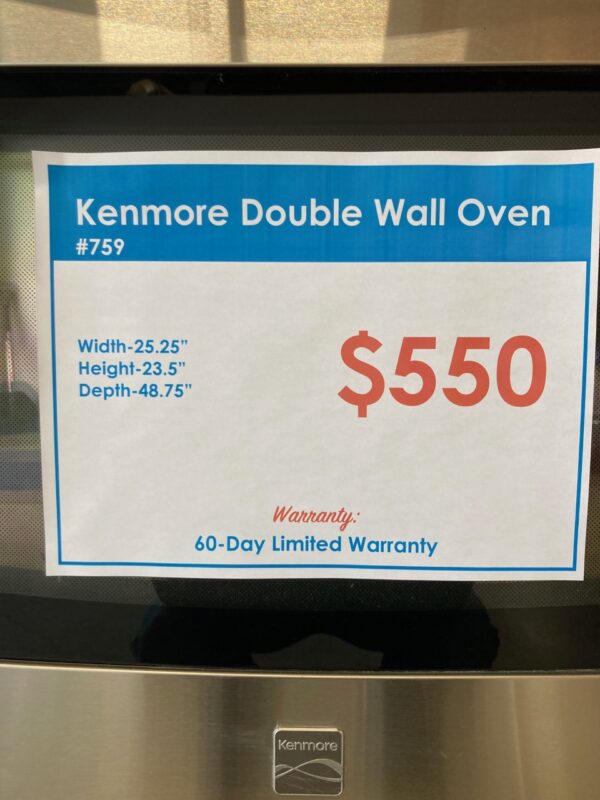 Kenmore Double Wall Oven
#759
Width-25.25”
Height-23.5”
Depth-48.75”
$550
Warranty:
60-Day Limited Warranty
Kenmore